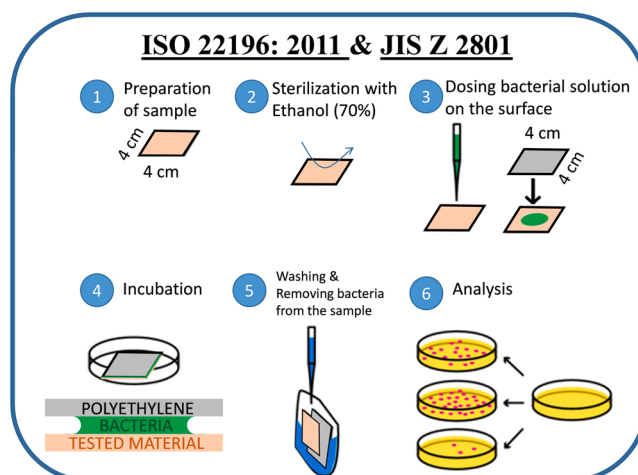 ISO 22196: 2011 & JIS Z 2801
1
Preparation
of sample
4 cm
4 cm
2
Sterilization with
Ethanol (70%)
3
Dosing bacterial solution
on the surface
4 cm
4 cm
4
Incubation
POLYETHYLENE
BACTERIA
TESTED MATERIAL
5
Washing &
Removing bacteria
from the sample
6
Analysis